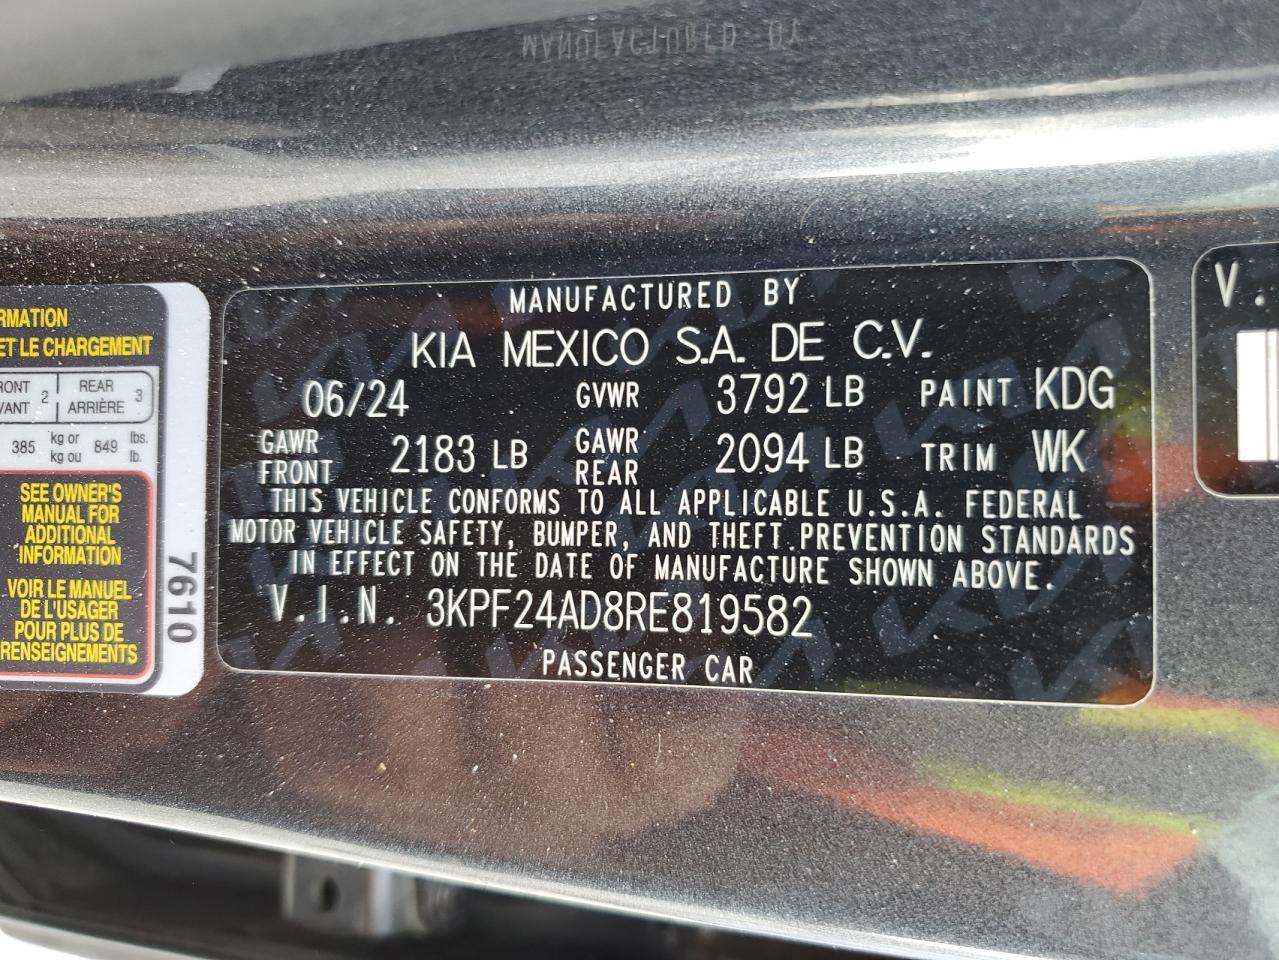 MANUFACTURED BY
RMATION
ET LE CHARGEMENT
RONT 2 REAR 3
VANT ARRIÈRE
385 kg or 849 lbs.
kg ou lb.
SEE OWNER'S
MANUAL FOR
ADDITIONAL
INFORMATION
VOIR LE MANUEL
DE L'USAGER
POUR PLUS DE
RENSEIGNEMENTS
7610
MANUFACTURED BY
KIA MEXICO S.A. DE C.V.
06/24 GVWR 3792 LB PAINT KDG
GAWR FRONT 2183 LB GAWR REAR 2094 LB TRIM WK
THIS VEHICLE CONFORMS TO ALL APPLICABLE U.S.A. FEDERAL
MOTOR VEHICLE SAFETY, BUMPER, AND THEFT PREVENTION STANDARDS
IN EFFECT ON THE DATE OF MANUFACTURE SHOWN ABOVE.
V.I.N. 3KPF24AD8RE819582
PASSENGER CAR
V.